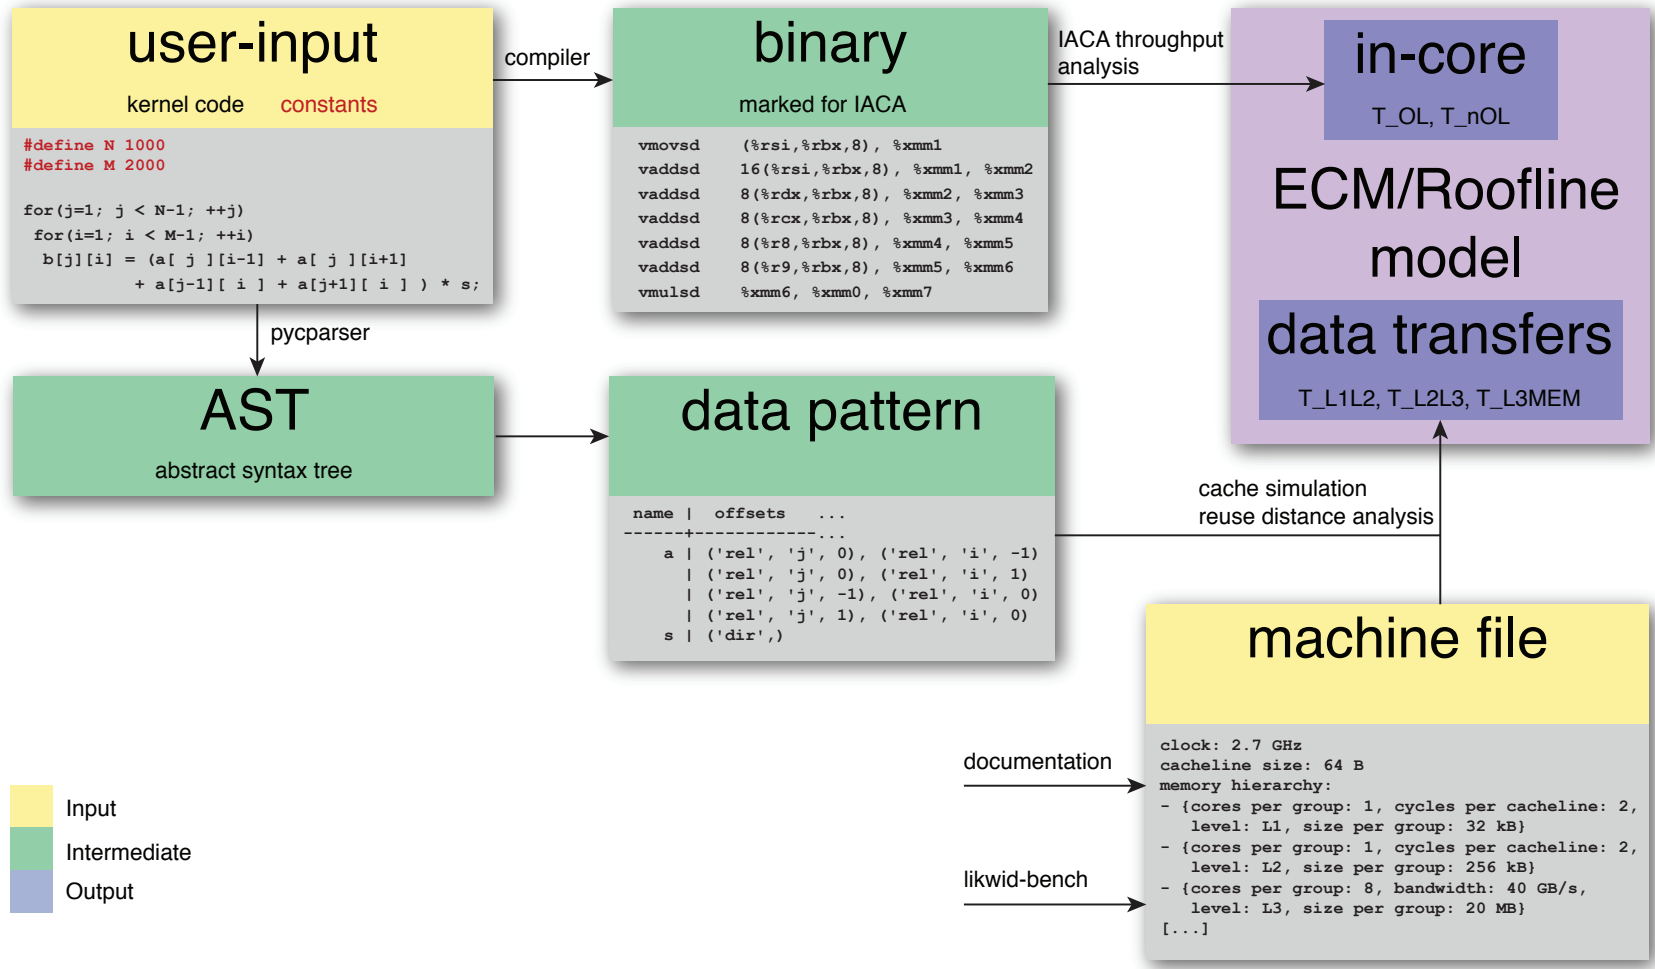 user-input
kernel code constants
#define N 1000
#define M 2000
for(j=1; j < N-1; ++j)
for(i=1; i < M-1; ++i)
b[j][i] = (a[ j ][i-1] + a[ j ][i+1]
+ a[j-1][ i ] + a[j+1][ i ] ) * s;
compiler
binary
marked for IACA
vmovsd (%rsi,%rbx,8), %xmm1
vaddsd 16(%rsi,%rbx,8), %xmm1, %xmm2
vaddsd 8(%rdx,%rbx,8), %xmm2, %xmm3
vaddsd 8(%rcx,%rbx,8), %xmm3, %xmm4
vaddsd 8(%r8,%rbx,8), %xmm4, %xmm5
vaddsd 8(%r9,%rbx,8), %xmm5, %xmm6
vmulsd %xmm6, %xmm0, %xmm7
IACA throughput
analysis
in-core
T_OL, T_nOL
ECM/Roofline
model
data transfers
T_L1L2, T_L2L3, T_L3MEM
pycparser
AST
abstract syntax tree
data pattern
name | offsets ...
------+------------...
a | ('rel', 'j', 0), ('rel', 'i', -1)
| ('rel', 'j', 0), ('rel', 'i', 1)
| ('rel', 'j', -1), ('rel', 'i', 0)
| ('rel', 'j', 1), ('rel', 'i', 0)
s | ('dir',)
cache simulation
reuse distance analysis
machine file
clock: 2.7 GHz
cacheline size: 64 B
memory hierarchy:
- {cores per group: 1, cycles per cacheline: 2,
level: L1, size per group: 32 kB}
- {cores per group: 1, cycles per cacheline: 2,
level: L2, size per group: 256 kB}
- {cores per group: 8, bandwidth: 40 GB/s,
level: L3, size per group: 20 MB}
[...]
documentation
likwid-bench
Input
Intermediate
Output